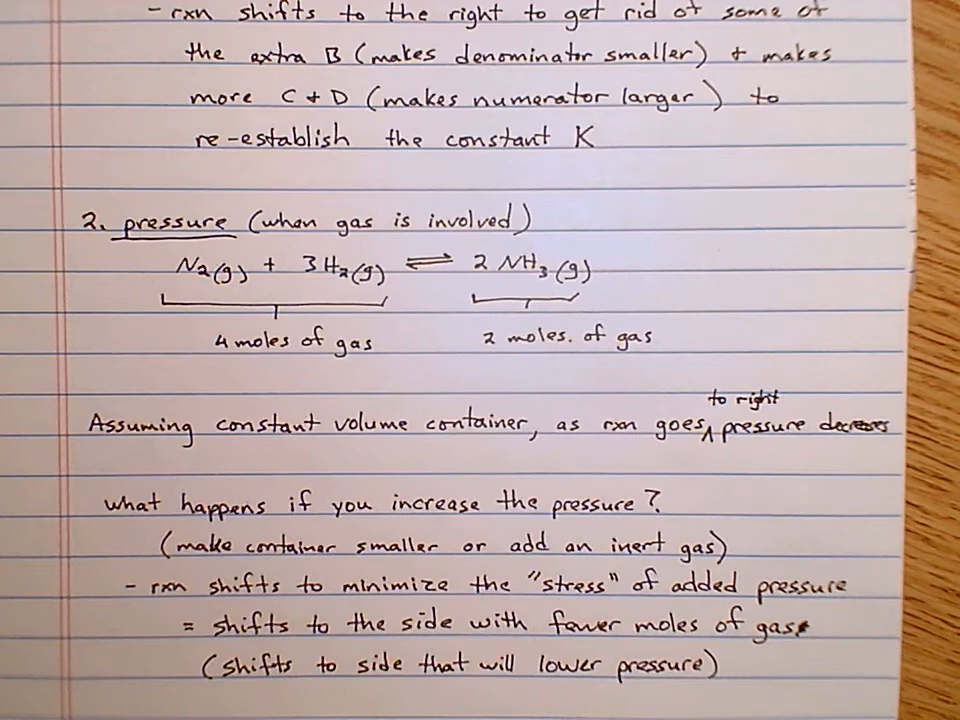 - rxn shifts to the right to get rid of some of
the extra B (makes denominator smaller) + makes
more C + D (makes numerator larger) to
re-establish the constant K
2. pressure (when gas is involved)
N2(g) + 3 H2(g) ⇌ 2 NH3(g)
4 moles of gas 2 moles. of gas
to right
Assuming constant volume container, as rxn goes, pressure decreases
what happens if you increase the pressure?
(make container smaller or add an inert gas)
- rxn shifts to minimize the "stress" of added pressure
= shifts to the side with fewer moles of gas.
(shifts to side that will lower pressure)